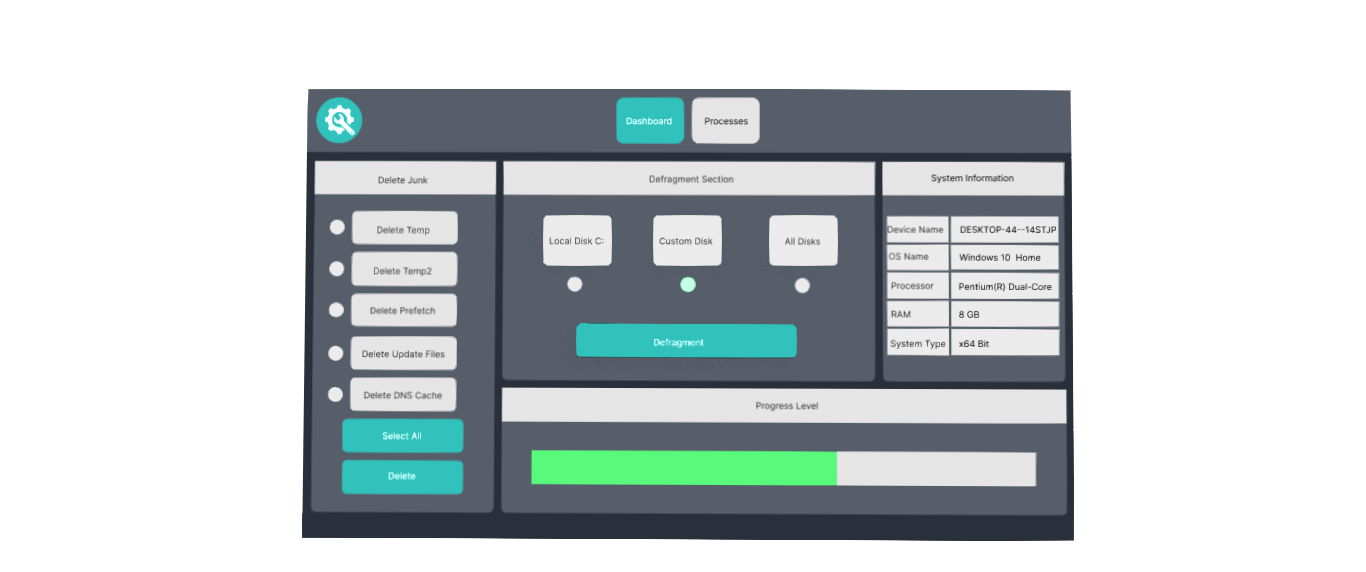 Dashboard
Processes
Delete Junk
Delete Temp
Delete Temp2
Delete Prefetch
Delete Update Files
Delete DNS Cache
Select All
Delete
Defragment Section
Local Disk C:
Custom Disk
All Disks
Defragment
System Information
Device Name DESKTOP-44--14STJP
OS Name Windows 10 Home
Processor Pentium(R) Dual-Core
RAM 8 GB
System Type x64 Bit
Progress Level